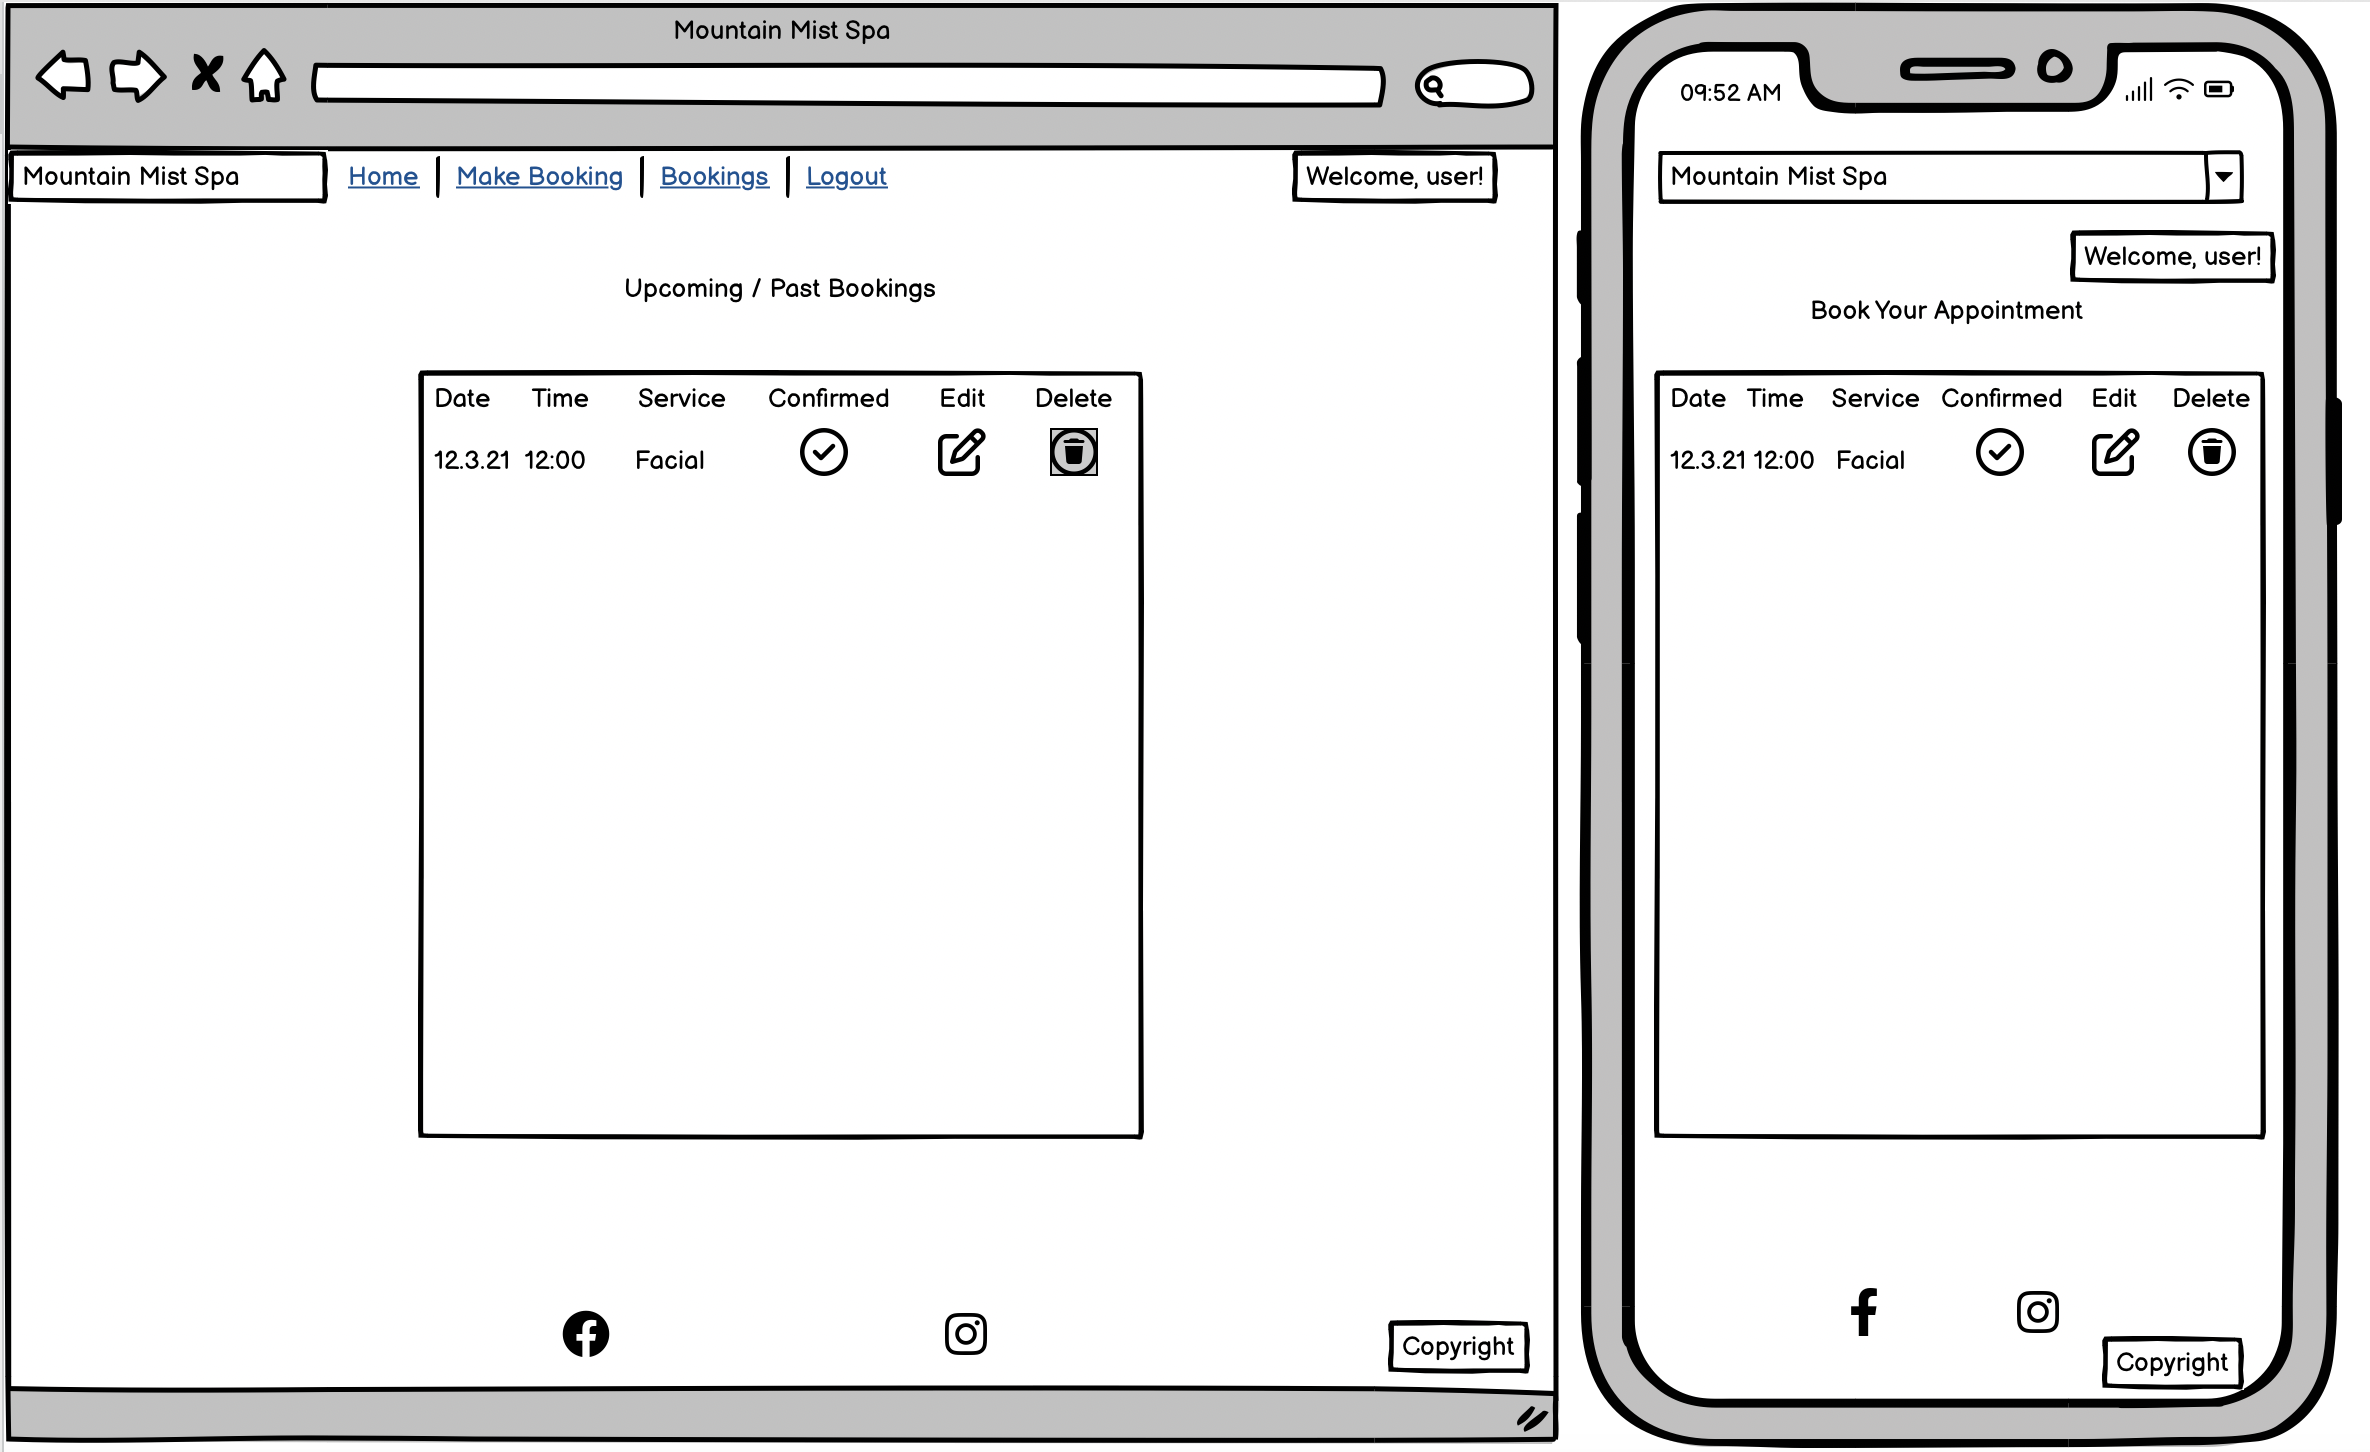 Mountain Mist Spa
Mountain Mist Spa Home Make Booking Bookings Logout Welcome, user!
Upcoming / Past Bookings
Date Time Service Confirmed Edit Delete
12.3.21 12:00 Facial
Copyright
09:52 AM
Mountain Mist Spa
Welcome, user!
Book Your Appointment
Date Time Service Confirmed Edit Delete
12.3.21 12:00 Facial
Copyright